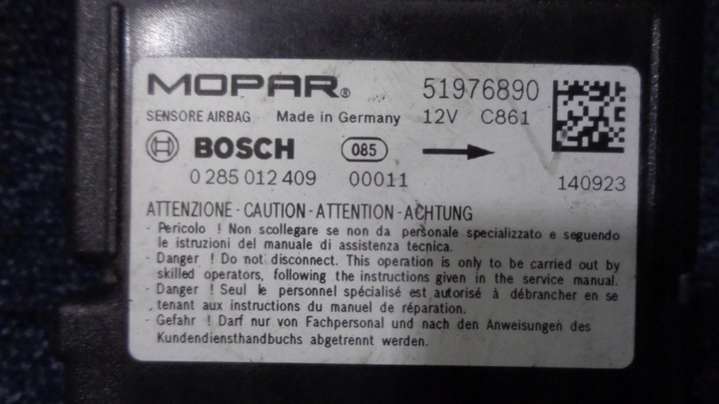 MOPAR® 51976890
SENSORE AIRBAG Made in Germany 12V C861
BOSCH 085
0 285 012 409 00011 140923
ATTENZIONE - CAUTION - ATTENTION - ACHTUNG
- Pericolo ! Non scollegare se non da personale specializzato e seguendo
le istruzioni del manuale di assistenza tecnica.
- Danger ! Do not disconnect. This operation is only to be carried out by
skilled operators, following the instructions given in the service manual.
- Danger ! Seul le personnel spécialisé est autorisé à débrancher en se
tenant aux instructions du manuel de réparation.
- Gefahr ! Darf nur von Fachpersonal und nach den Anweisungen des
Kundendiensthandbuchs abgetrennt werden.